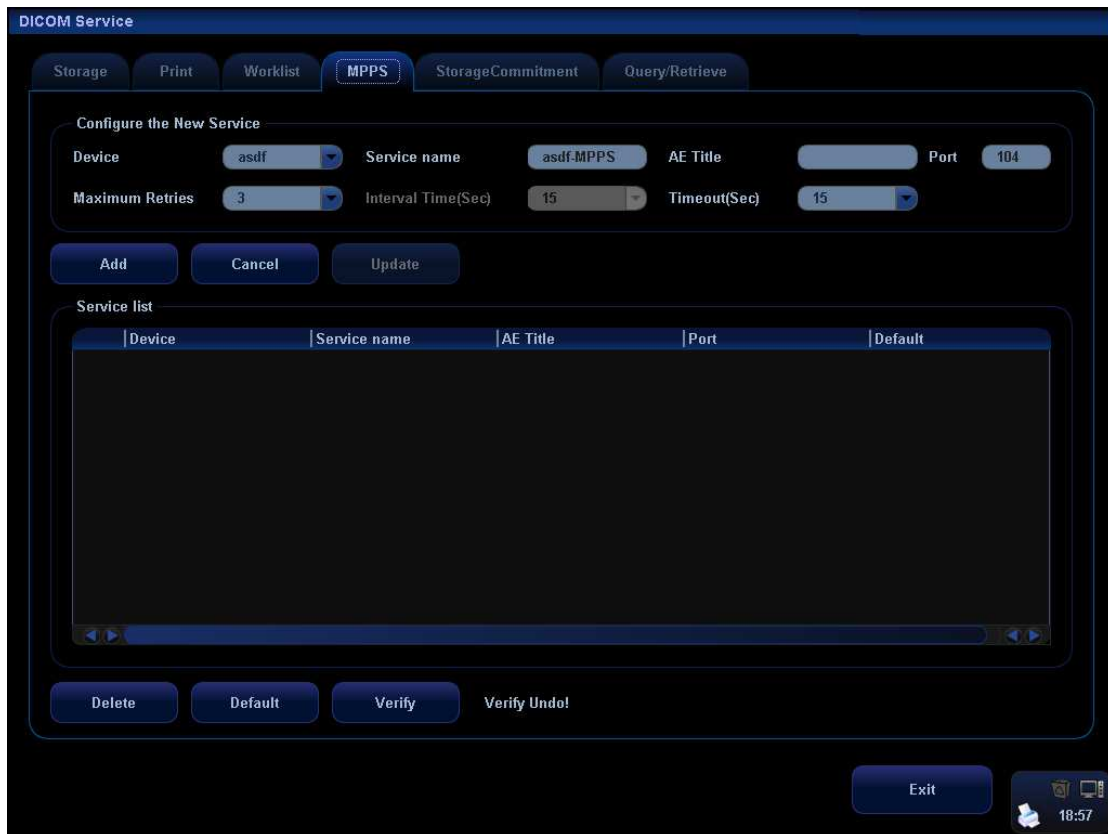 DICOM Service
Storage Print Worklist MPPS StorageCommitment Query/Retrieve
Configure the New Service
Device asdf Service name asdf-MPPS AE Title Port 104
Maximum Retries 3 Interval Time(Sec) 15 Timeout(Sec) 15
Add Cancel Update
Service list
Device Service name AE Title Port Default
Delete Default Verify Verify Undo!
Exit
18:57